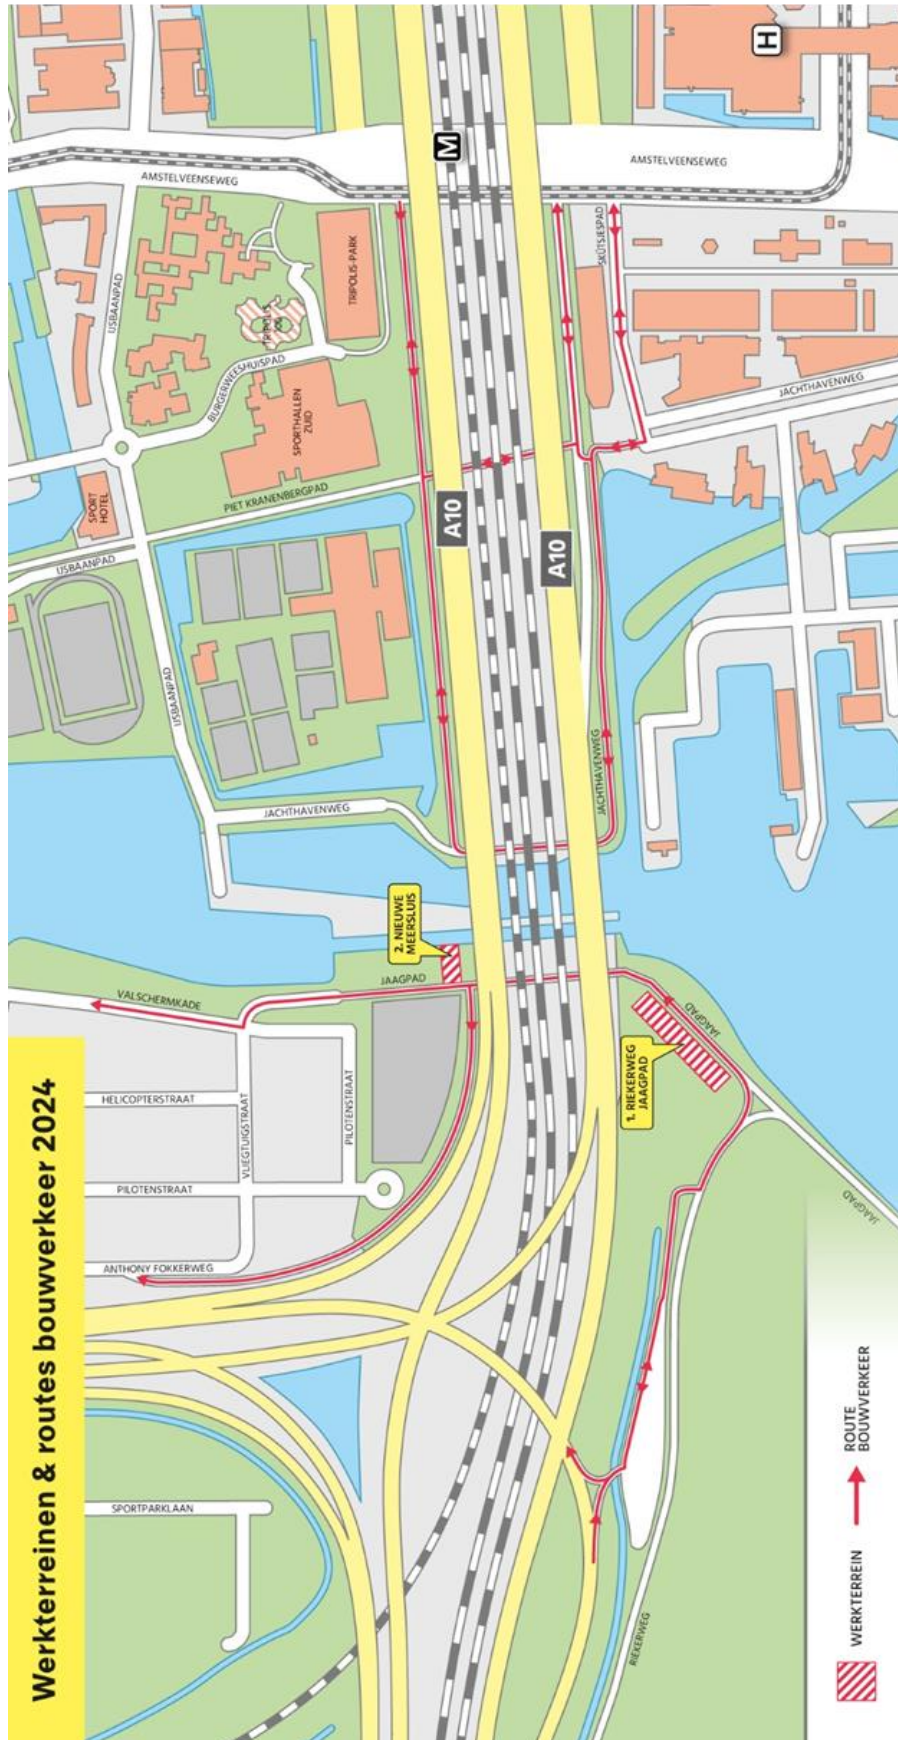 Werkterreinen & routes bouwverkeer 2024
SPORTPARKLAAN
ANTHONY FOKKERWEG
PILOTENSTRAAT
HELICOPTERSTRAAT
VALSCHERMKADE
VLIEGTUIGSTRAAT
PILOTENSTRAAT
JAAGPAD
2. NIEUWE
MEERSLUIS
JACHTHAVENWEG
IJSBAANPAD
IJSBAANPAD
SPORT
HOTEL
PIET KRANENBERGPAD
IJSBAANPAD
BURGERWEESHUISPAD
SPORTHALLEN
ZUID
TRIPOLIS-PARK
AMSTELVEENSEWEG
M
A10
A10
AMSTELVEENSEWEG
H
SKÛTSJESPAD
JACHTHAVENWEG
JACHTHAVENWEG
1. RIEKERWEG
JAAGPAD
JAAGPAD
JAAGPAD
RIEKERWEG
WERKTERREIN
ROUTE
BOUWVERKEER